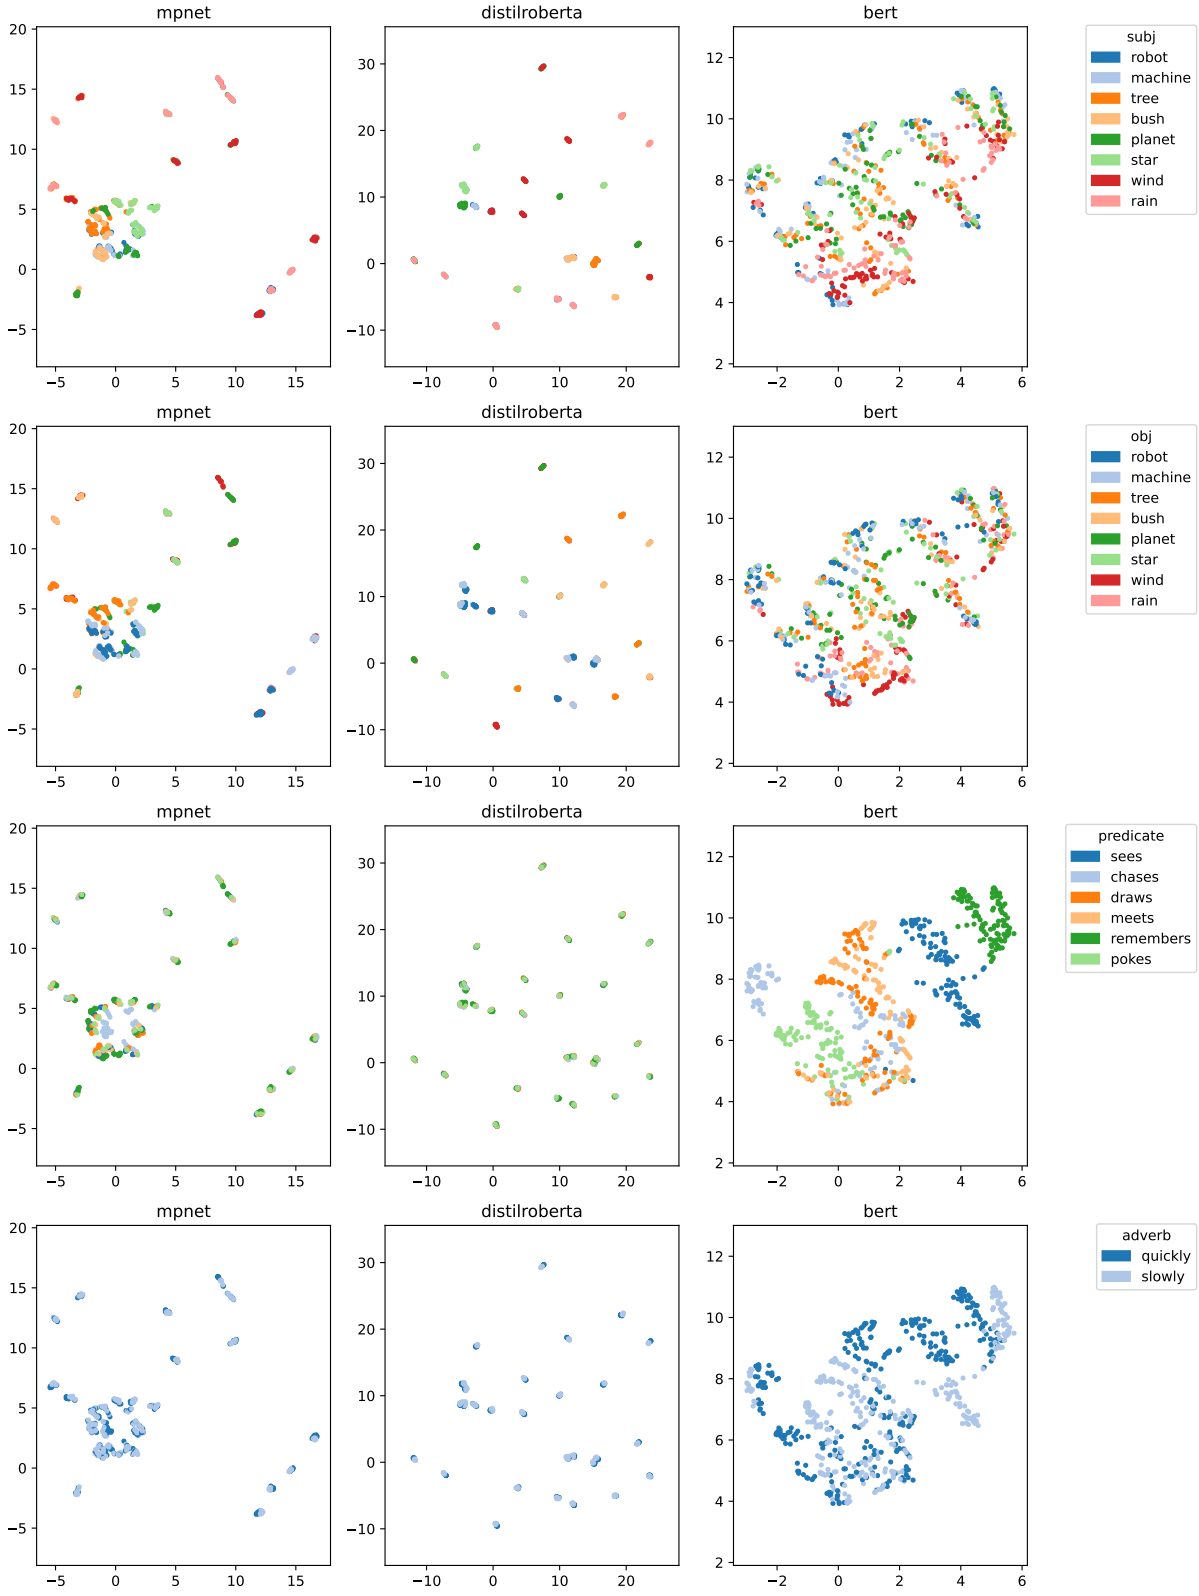 mpnet distilroberta bert
20
15
10
5
0
−5
−5 0 5 10 15
30
20
10
0
−10
−10 0 10 20
12
10
8
6
4
2
−2 0 2 4 6
subj
robot
machine
tree
bush
planet
star
wind
rain
mpnet distilroberta bert
20
15
10
5
0
−5
−5 0 5 10 15
30
20
10
0
−10
−10 0 10 20
12
10
8
6
4
2
−2 0 2 4 6
obj
robot
machine
tree
bush
planet
star
wind
rain
mpnet distilroberta bert
20
15
10
5
0
−5
−5 0 5 10 15
30
20
10
0
−10
−10 0 10 20
12
10
8
6
4
2
−2 0 2 4 6
predicate
sees
chases
draws
meets
remembers
pokes
mpnet distilroberta bert
20
15
10
5
0
−5
−5 0 5 10 15
30
20
10
0
−10
−10 0 10 20
12
10
8
6
4
2
−2 0 2 4 6
adverb
quickly
slowly